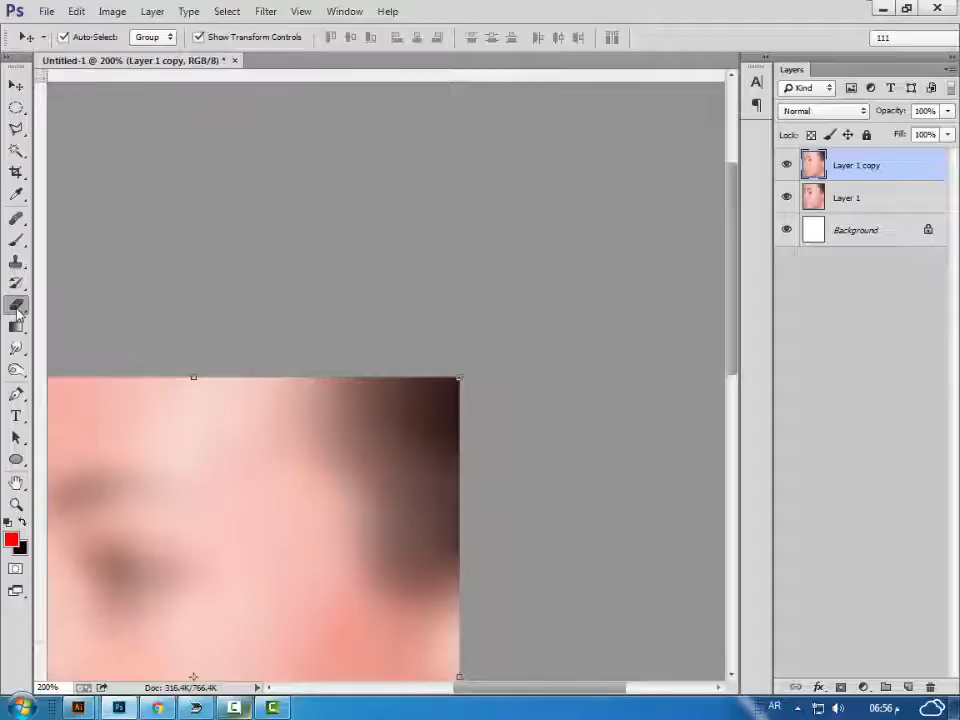 Ps File Edit Image Layer Type Select Filter View Window Help
Auto-Select: Group Show Transform Controls 111
Untitled-1 @ 200% (Layer 1 copy, RGB/8) * ×
Layers
Kind
Normal Opacity: 100%
Lock: Fill: 100%
Layer 1 copy
Layer 1
Background
200% Doc: 316.4K/766.4K
Ai Ps AR 06:56 م